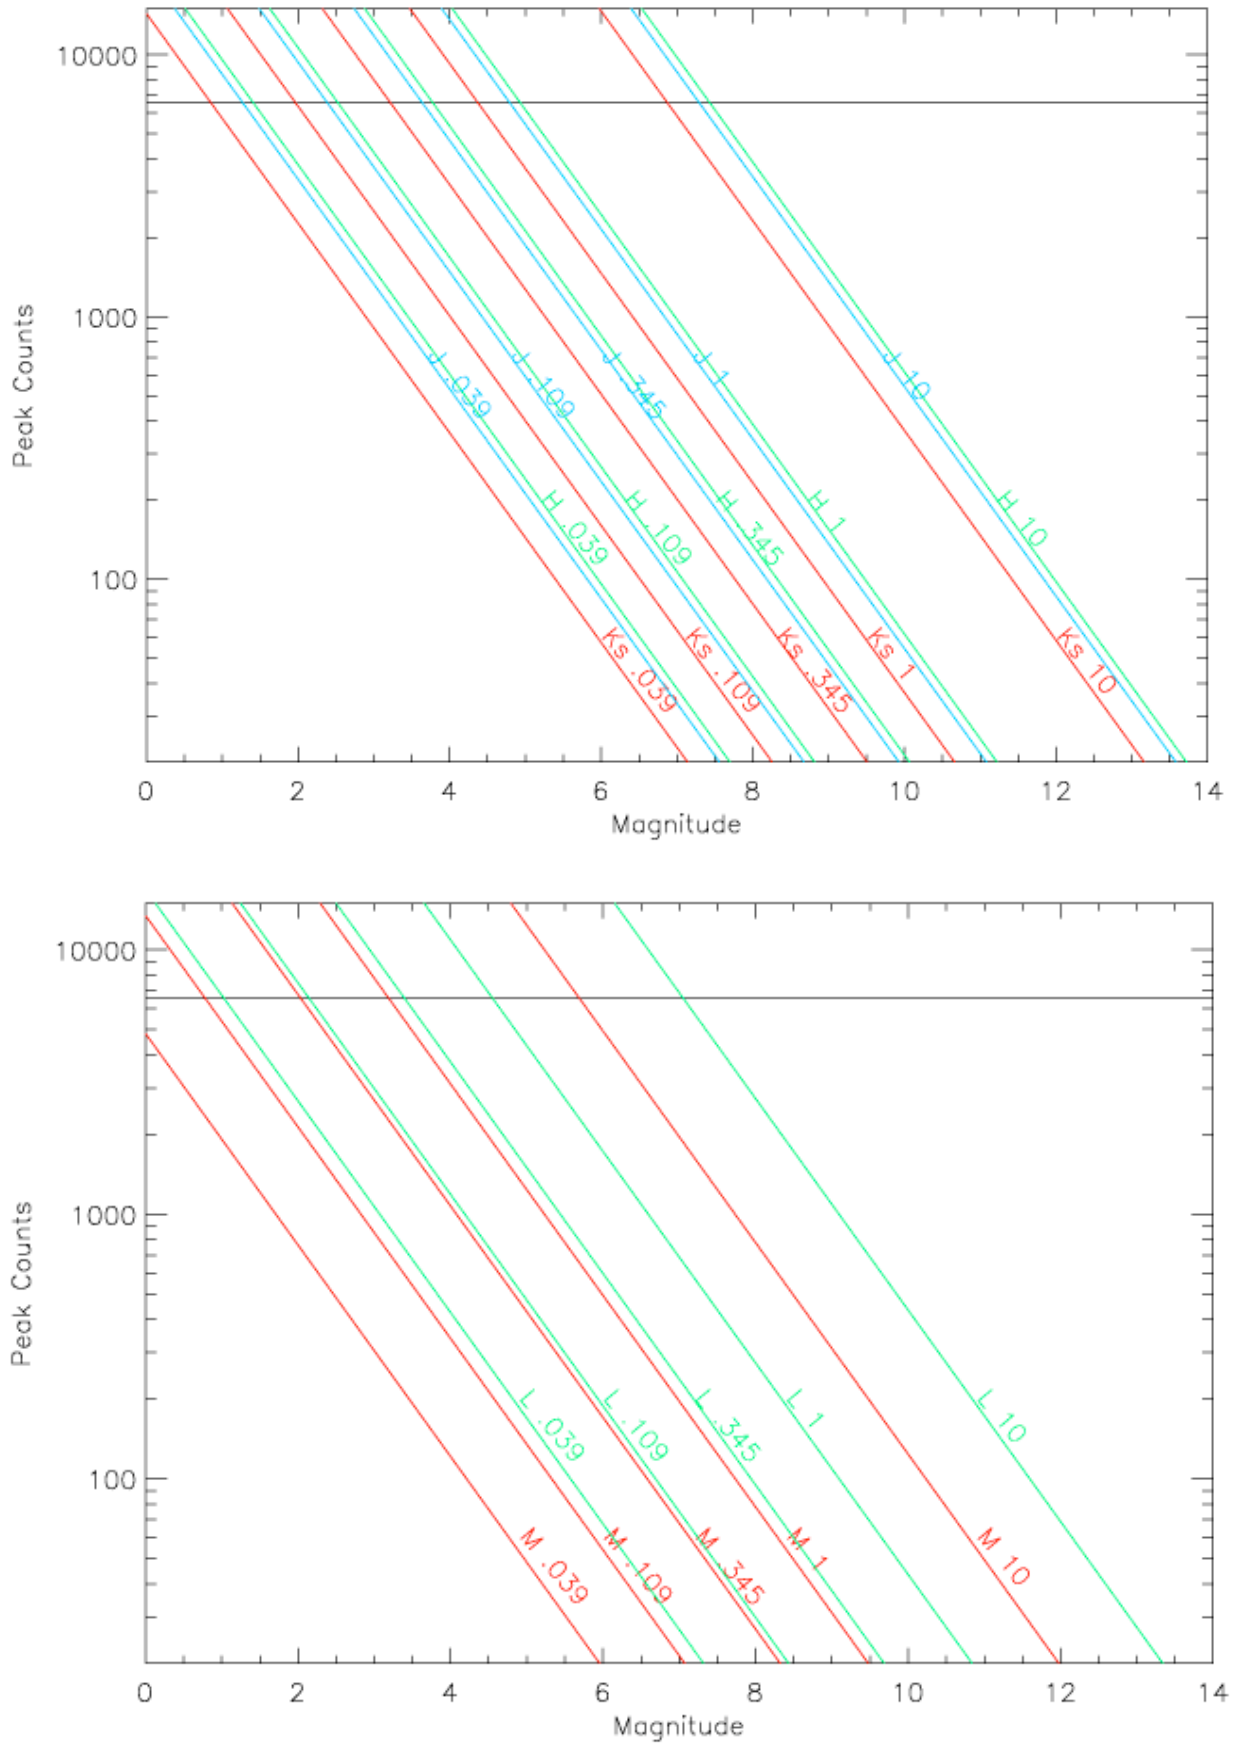 10000
1000
100
Peak Counts
J .039
J .109
J .345
J 1
J 10
H .039
H .109
H .345
H 1
H 10
Ks .039
Ks .109
Ks .345
Ks 1
Ks 10
0 2 4 6 8 10 12 14
Magnitude
10000
1000
100
Peak Counts
L .039
L .109
L .345
L 1
L 10
M .039
M .109
M .345
M 1
M 10
0 2 4 6 8 10 12 14
Magnitude